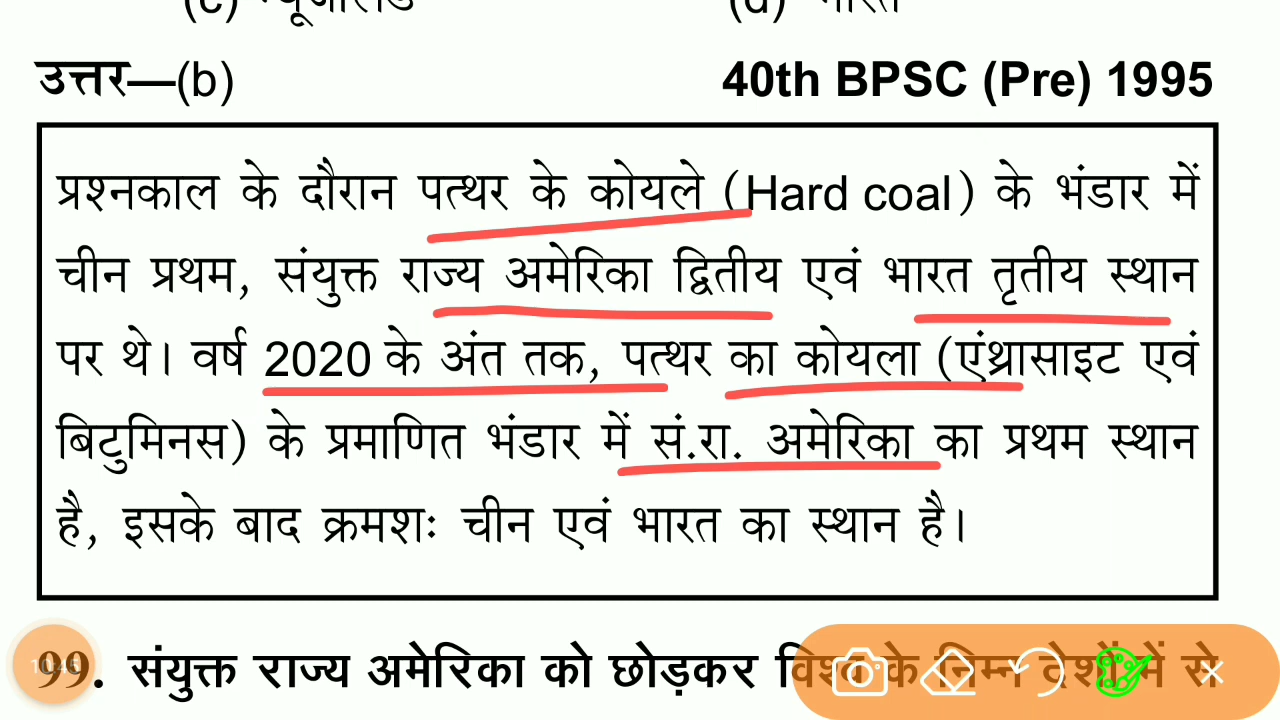 (c) न्यूजीलैंड (d) भारत
उत्तर—(b) 40th BPSC (Pre) 1995
प्रश्नकाल के दौरान पत्थर के कोयले (Hard coal) के भंडार में
चीन प्रथम, संयुक्त राज्य अमेरिका द्वितीय एवं भारत तृतीय स्थान
पर थे। वर्ष 2020 के अंत तक, पत्थर का कोयला (एंथ्रासाइट एवं
बिटुमिनस) के प्रमाणित भंडार में सं.रा. अमेरिका का प्रथम स्थान
है, इसके बाद क्रमशः चीन एवं भारत का स्थान है।
99. संयुक्त राज्य अमेरिका को छोड़कर विश्व के निम्न देशों में से